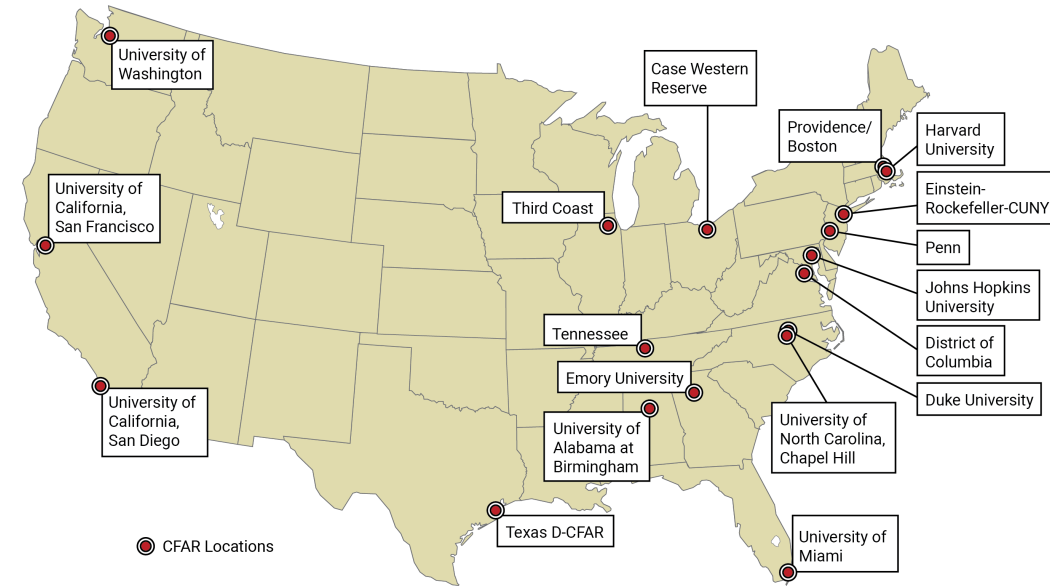 University of
Washington
Case Western
Reserve
Providence/
Boston
Harvard
University
University of
California,
San Francisco
Third Coast
Einstein-
Rockefeller-CUNY
Penn
Johns Hopkins
University
Tennessee
District of
Columbia
Emory University
Duke University
University of
California,
San Diego
University of
Alabama at
Birmingham
University of
North Carolina,
Chapel Hill
Texas D-CFAR
University of
Miami
CFAR Locations